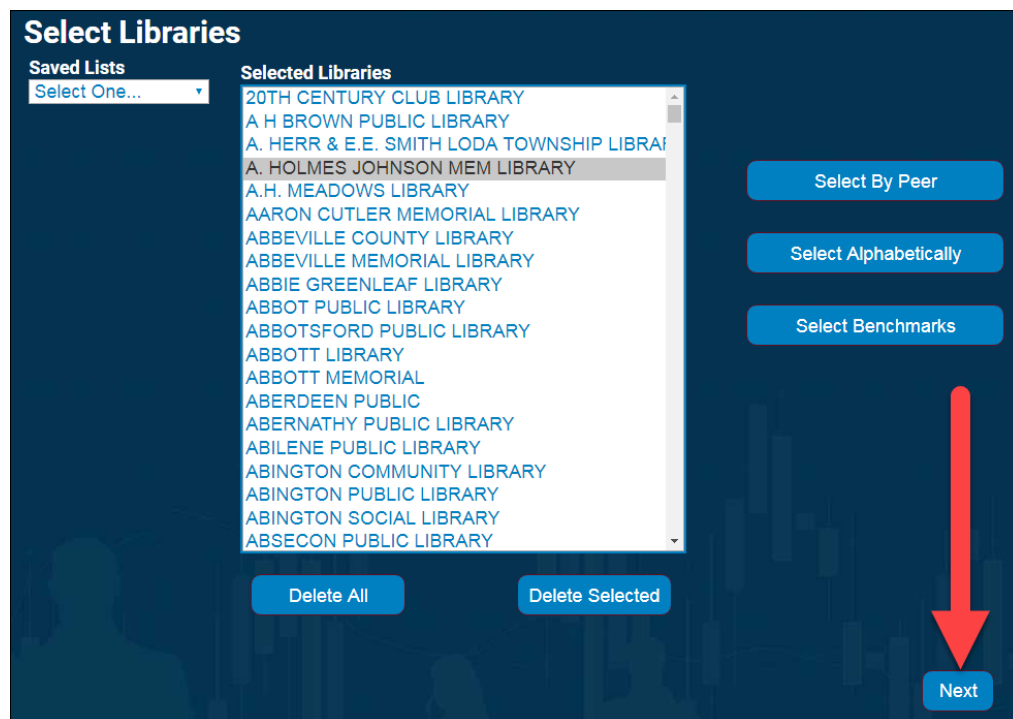 Select Libraries
Saved Lists
Select One...
Selected Libraries
20TH CENTURY CLUB LIBRARY
A H BROWN PUBLIC LIBRARY
A. HERR & E.E. SMITH LODA TOWNSHIP LIBRAR
A. HOLMES JOHNSON MEM LIBRARY
A.H. MEADOWS LIBRARY
AARON CUTLER MEMORIAL LIBRARY
ABBEVILLE COUNTY LIBRARY
ABBEVILLE MEMORIAL LIBRARY
ABBIE GREENLEAF LIBRARY
ABBOT PUBLIC LIBRARY
ABBOTSFORD PUBLIC LIBRARY
ABBOTT LIBRARY
ABBOTT MEMORIAL
ABERDEEN PUBLIC
ABERNATHY PUBLIC LIBRARY
ABILENE PUBLIC LIBRARY
ABINGTON COMMUNITY LIBRARY
ABINGTON PUBLIC LIBRARY
ABINGTON SOCIAL LIBRARY
ABSECON PUBLIC LIBRARY
Select By Peer
Select Alphabetically
Select Benchmarks
Delete All
Delete Selected
Next